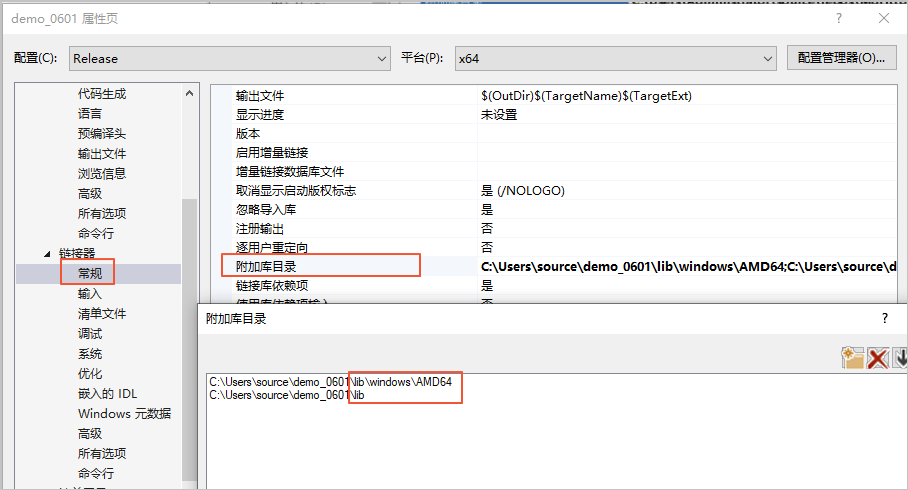 demo_0601 属性页
?
配置(C):
Release
平台(P):
x64
配置管理器(O)...
代码生成
语言
预编译头
输出文件
浏览信息
高级
所有选项
命令行
链接器
常规
输入
清单文件
调试
系统
优化
嵌入的 IDL
Windows 元数据
高级
所有选项
命令行
输出文件 $(OutDir)$(TargetName)$(TargetExt)
显示进度 未设置
版本
启用增量链接
增量链接数据库文件
取消显示启动版权标志 是 (/NOLOGO)
忽略导入库 是
注册输出 否
逐用户重定向 否
附加库目录 C:\Users\source\demo_0601\lib\windows\AMD64;C:\Users\source\d
链接库依赖项 是
使用库依赖项输入 否
附加库目录
?
C:\Users\source\demo_0601\lib\windows\AMD64
C:\Users\source\demo_0601\lib